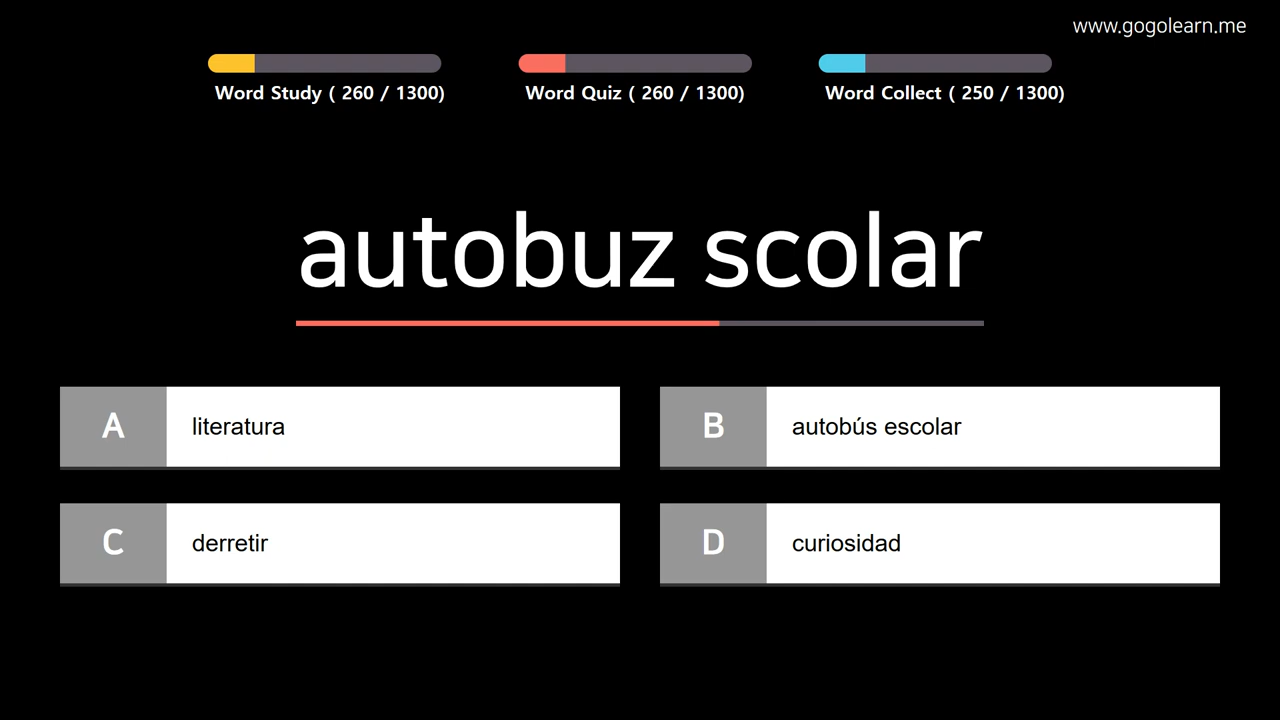 www.gogolearn.me
Word Study ( 260 / 1300)
Word Quiz ( 260 / 1300)
Word Collect ( 250 / 1300)
autobuz scolar
A literatura
B autobús escolar
C derretir
D curiosidad